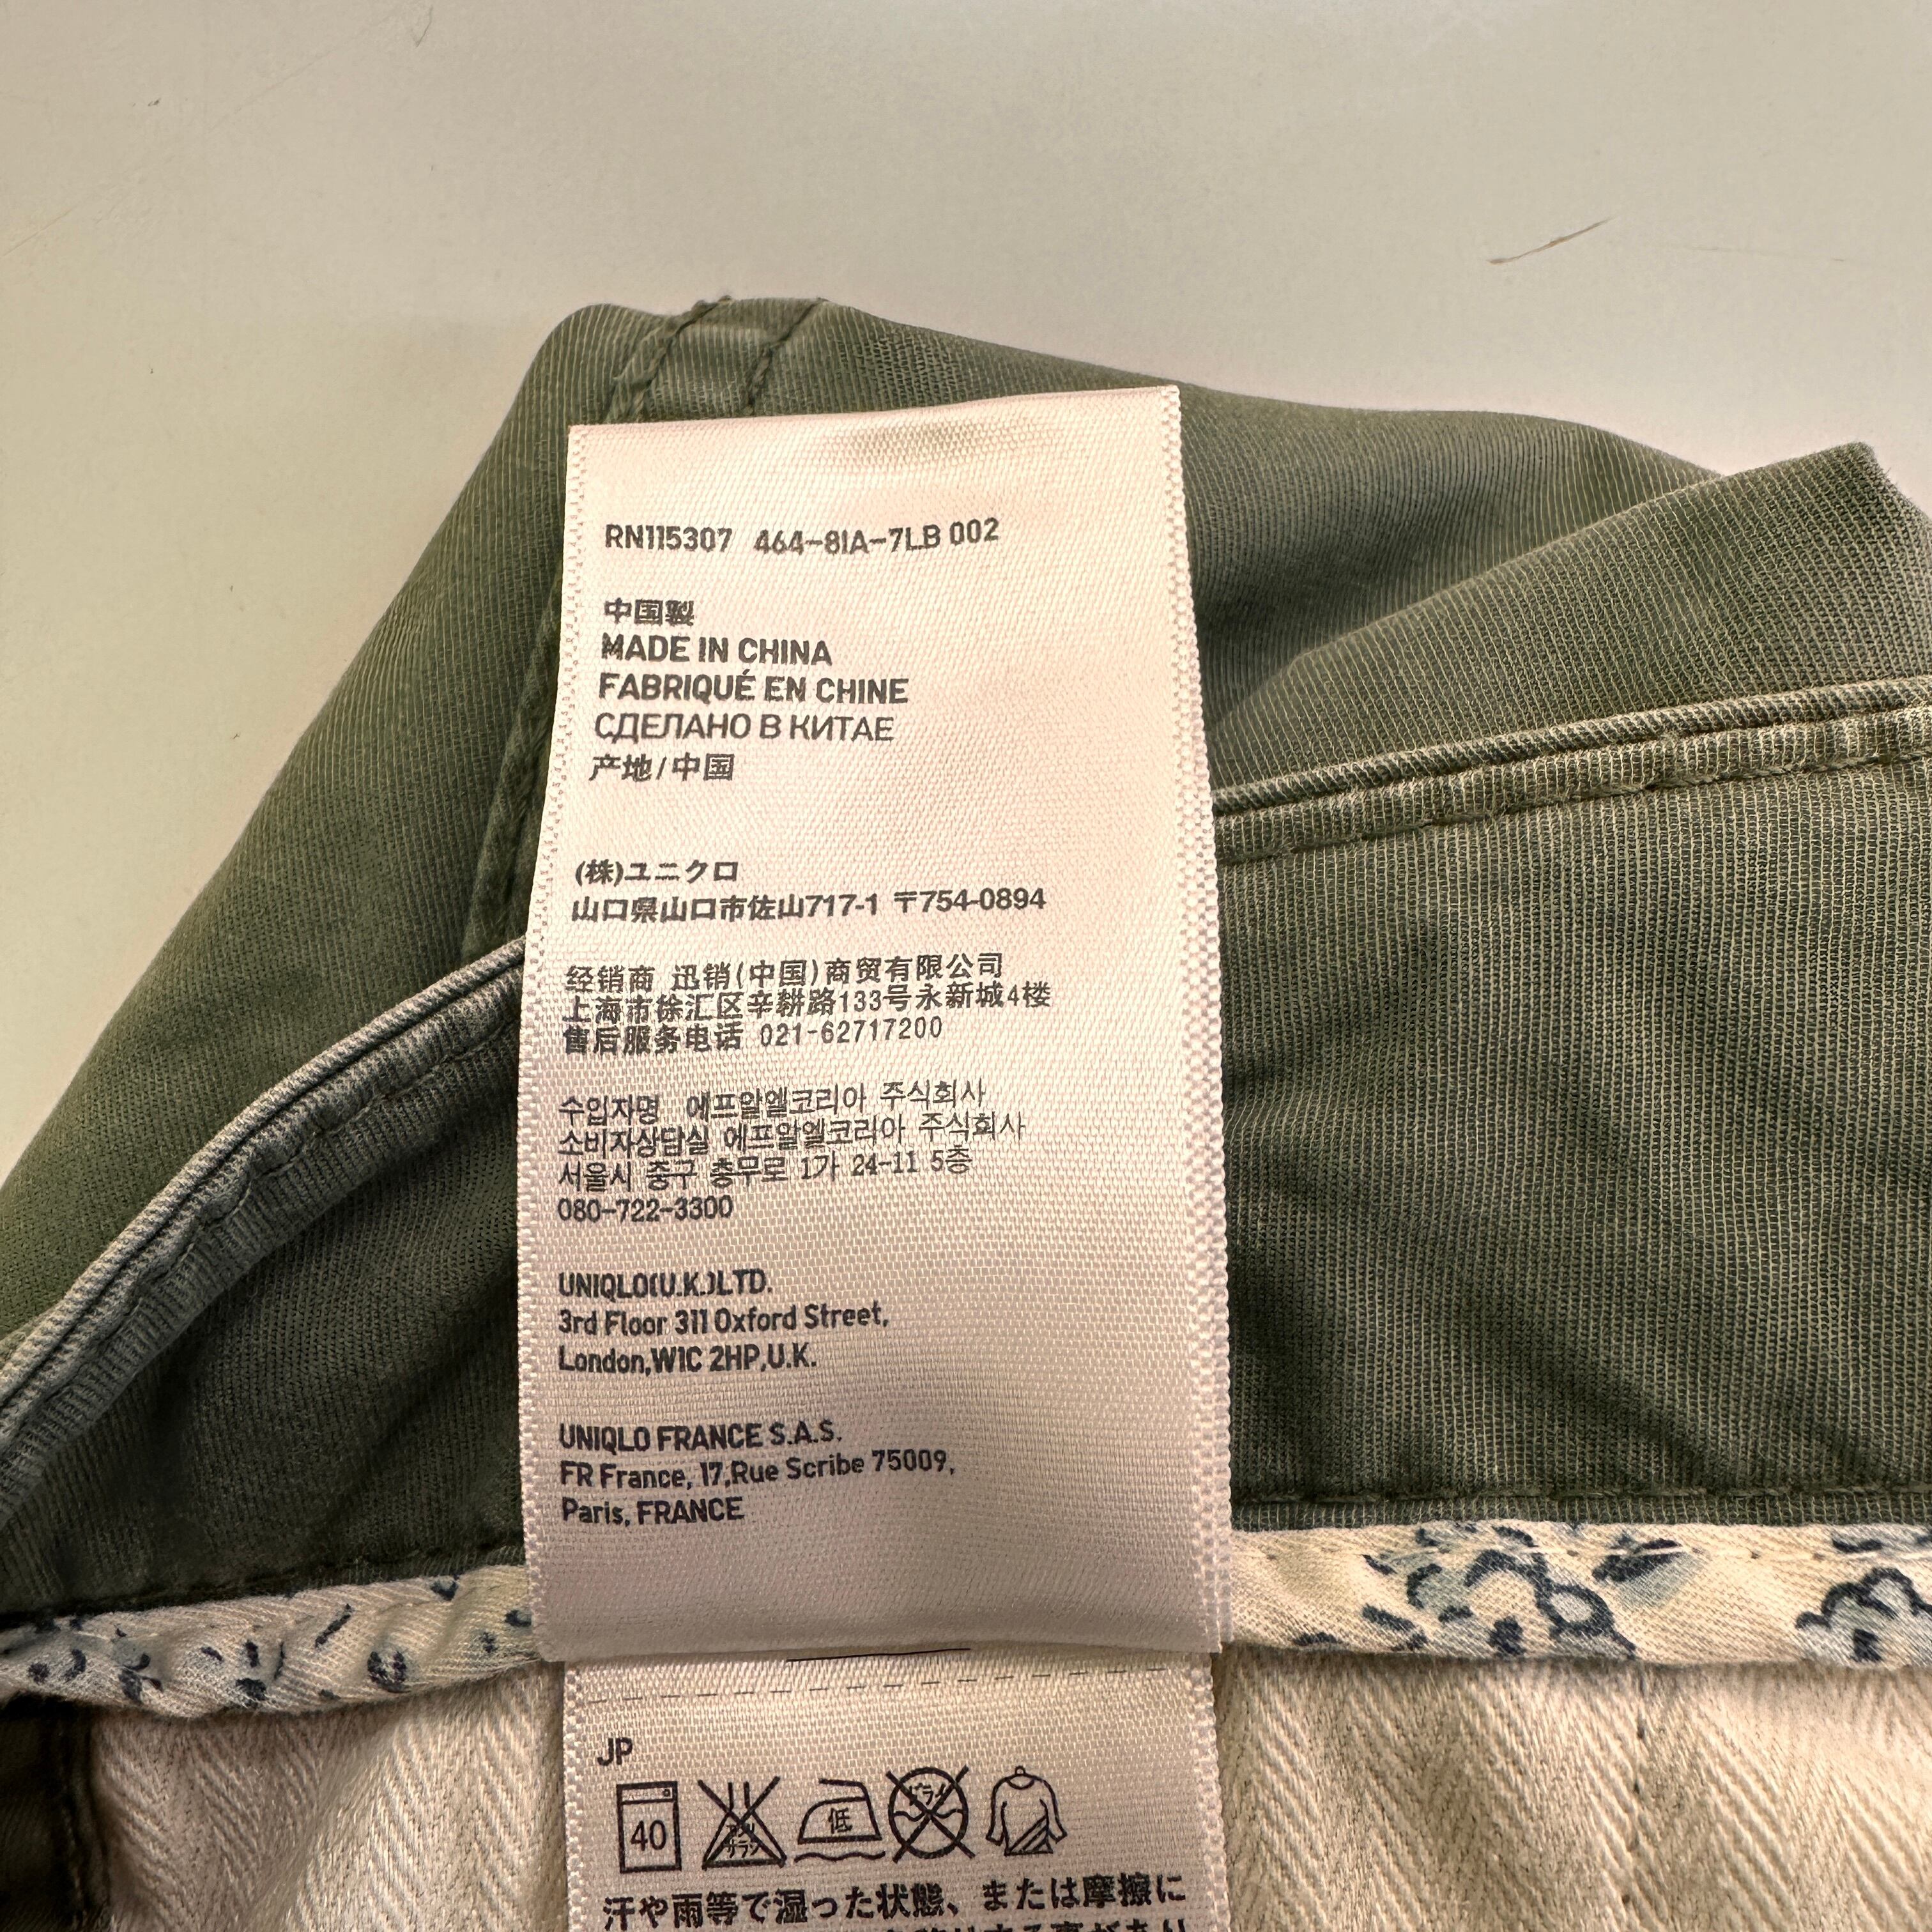 RN115307 464-81A-7LB 002
中国製
MADE IN CHINA
FABRIQUÉ EN CHINE
СДЕЛАНО В КИТАЕ
产地/中国
(株)ユニクロ
山口県山口市佐山717-1 〒754-0894
经销商 迅销(中国)商贸有限公司
上海市徐汇区辛耕路133号永新城4楼
售后服务电话 021-62717200
수입자명 에프알엘코리아 주식회사
소비자상담실 에프알엘코리아 주식회사
서울시 중구 충무로 1가 24-11 5층
080-722-3300
UNIQLO(U.K.)LTD.
3rd Floor 311 Oxford Street,
London,W1C 2HP,U.K.
UNIQLO FRANCE S.A.S.
FR France, 17,Rue Scribe 75009,
Paris, FRANCE
JP
40 低 ドライ
汗や雨等で湿った状態、または摩擦に